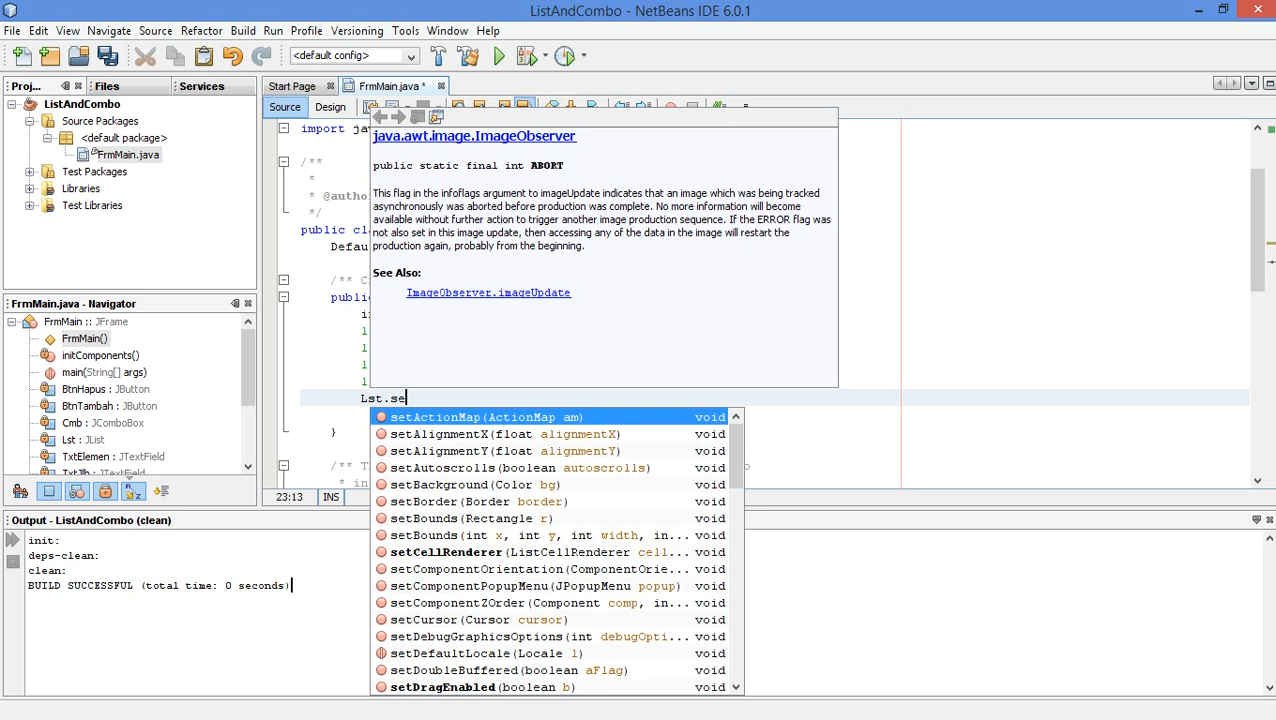 ListAndCombo - NetBeans IDE 6.0.1
File Edit View Navigate Source Refactor Build Run Profile Versioning Tools Window Help
<default config>
Proj... Files Services
Start Page FrmMain.java *
ListAndCombo
Source Packages
<default package>
FrmMain.java
Test Packages
Libraries
Test Libraries
Source Design
java.awt.image.ImageObserver
public static final int ABORT
This flag in the infoflags argument to imageUpdate indicates that an image which was being tracked
asynchronously was aborted before production was complete. No more information will become
available without further action to trigger another image production sequence. If the ERROR flag was
not also set in this image update, then accessing any of the data in the image will restart the
production again, probably from the beginning.
See Also:
ImageObserver.imageUpdate
import
/**
*
* @autho
*/
public cla
Defau
/** C
publi
Lst.se
}
/** T
* in
FrmMain.java - Navigator
FrmMain :: JFrame
FrmMain()
initComponents()
main(String[] args)
BtnHapus : JButton
BtnTambah : JButton
Cmb : JComboBox
Lst : JList
TxtElemen : JTextField
TxtJlh : JTextField
setActionMap(ActionMap am) void
setAlignmentX(float alignmentX) void
setAlignmentY(float alignmentY) void
setAutoscrolls(boolean autoscrolls) void
setBackground(Color bg) void
setBorder(Border border) void
setBounds(Rectangle r) void
setBounds(int x, int y, int width, in... void
setCellRenderer(ListCellRenderer cell... void
setComponentOrientation(ComponentOrie... void
setComponentPopupMenu(JPopupMenu popup) void
setComponentZOrder(Component comp, in... void
setCursor(Cursor cursor) void
setDebugGraphicsOptions(int debugOpti... void
setDefaultLocale(Locale l) void
setDoubleBuffered(boolean aFlag) void
setDragEnabled(boolean b) void
23:13 INS
Output - ListAndCombo (clean)
init:
deps-clean:
clean:
BUILD SUCCESSFUL (total time: 0 seconds)